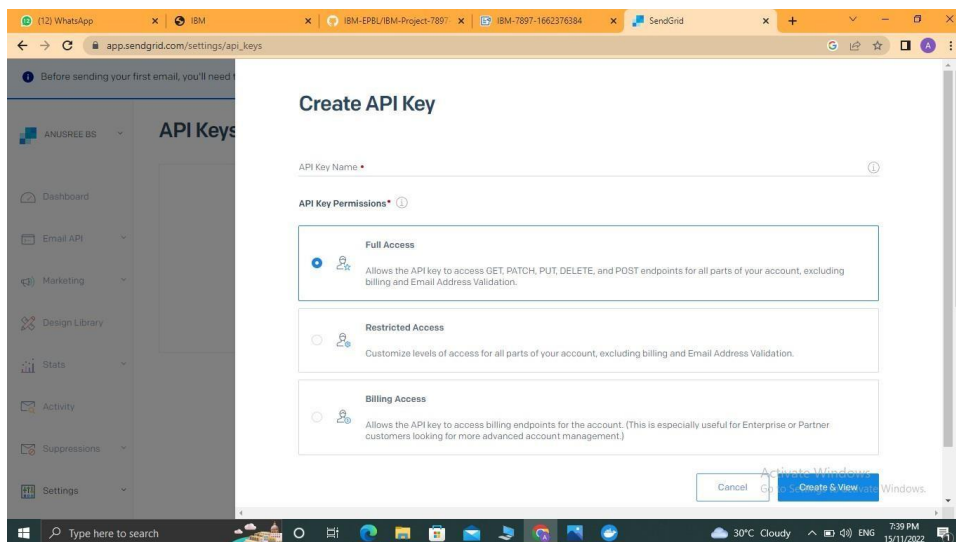 (12) WhatsApp
IBM
IBM-EPBL/IBM-Project-7897
IBM-7897-1662376384
SendGrid
app.sendgrid.com/settings/api_keys
Before sending your first email, you'll need
ANUSREE BS
API Keys
Dashboard
Email API
Marketing
Design Library
Stats
Activity
Suppressions
Settings
Create API Key
API Key Name •
API Key Permissions*
Full Access
Allows the API key to access GET, PATCH, PUT, DELETE, and POST endpoints for all parts of your account, excluding
billing and Email Address Validation.
Restricted Access
Customize levels of access for all parts of your account, excluding billing and Email Address Validation.
Billing Access
Allows the API key to access billing endpoints for the account. (This is especially useful for Enterprise or Partner
customers looking for more advanced account management.)
Cancel
Create & View
Activate Windows
Go to Settings to activate Windows.
Type here to search
30°C Cloudy
ENG
7:39 PM
15/11/2022